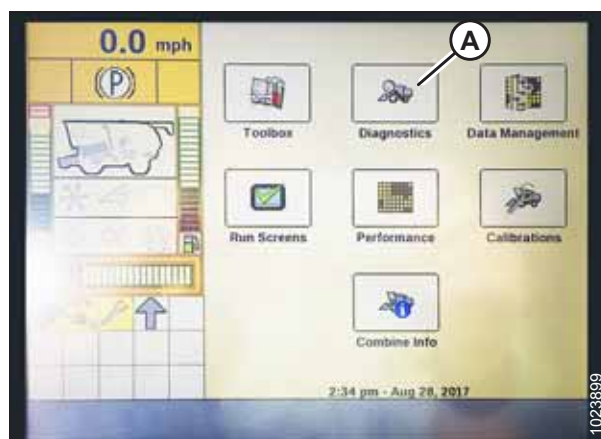 0.0 mph
A
(P)
Toolbox
Diagnostics
Data Management
Run Screens
Performance
Calibrations
Combine Info
2:34 pm - Aug 28, 2017
1023899